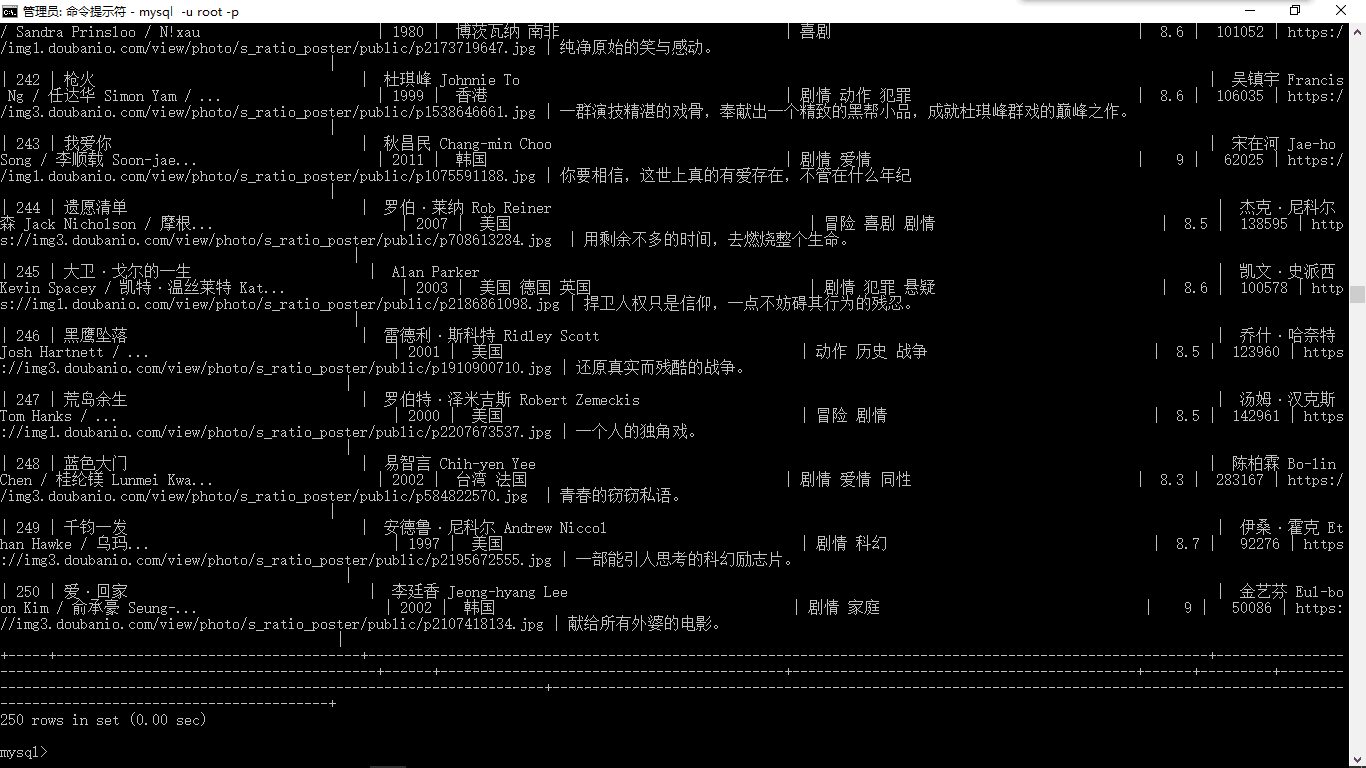 管理员: 命令提示符 - mysql  -u root -p
/ Sandra Prinsloo / N!xau | 1980 | 博茨瓦纳 南非 | 喜剧 | 8.6 | 101052 | https:/
/img1.doubanio.com/view/photo/s_ratio_poster/public/p2173719647.jpg | 纯净原始的笑与感动。
|
| 242 | 枪火 | 杜琪峰 Johnnie To | 吴镇宇 Francis
Ng / 任达华 Simon Yam / ... | 1999 | 香港 | 剧情 动作 犯罪 | 8.6 | 106035 | https:/
/img3.doubanio.com/view/photo/s_ratio_poster/public/p1538646661.jpg | 一群演技精湛的戏骨，奉献出一个精致的黑帮小品，成就杜琪峰群戏的巅峰之作。
|
| 243 | 我爱你 | 秋昌民 Chang-min Choo | 宋在河 Jae-ho
Song / 李顺载 Soon-jae... | 2011 | 韩国 | 剧情 爱情 | 9 | 62025 | https:/
/img1.doubanio.com/view/photo/s_ratio_poster/public/p1075591188.jpg | 你要相信，这世上真的有爱存在，不管在什么年纪
|
| 244 | 遗愿清单 | 罗伯·莱纳 Rob Reiner | 杰克·尼科尔
森 Jack Nicholson / 摩根... | 2007 | 美国 | 冒险 喜剧 剧情 | 8.5 | 138595 | http
s://img3.doubanio.com/view/photo/s_ratio_poster/public/p708613284.jpg | 用剩余不多的时间，去燃烧整个生命。
|
| 245 | 大卫·戈尔的一生 | Alan Parker | 凯文·史派西
Kevin Spacey / 凯特·温丝莱特 Kat... | 2003 | 美国 德国 英国 | 剧情 犯罪 悬疑 | 8.6 | 100578 | http
s://img1.doubanio.com/view/photo/s_ratio_poster/public/p2186861098.jpg | 捍卫人权只是信仰，一点不妨碍其行为的残忍。
|
| 246 | 黑鹰坠落 | 雷德利·斯科特 Ridley Scott | 乔什·哈奈特
Josh Hartnett / ... | 2001 | 美国 | 动作 历史 战争 | 8.5 | 123960 | https
://img3.doubanio.com/view/photo/s_ratio_poster/public/p1910900710.jpg | 还原真实而残酷的战争。
|
| 247 | 荒岛余生 | 罗伯特·泽米吉斯 Robert Zemeckis | 汤姆·汉克斯
Tom Hanks / ... | 2000 | 美国 | 冒险 剧情 | 8.5 | 142961 | https
://img1.doubanio.com/view/photo/s_ratio_poster/public/p2207673537.jpg | 一个人的独角戏。
|
| 248 | 蓝色大门 | 易智言 Chih-yen Yee | 陈柏霖 Bo-lin
Chen / 桂纶镁 Lunmei Kwa... | 2002 | 台湾 法国 | 剧情 爱情 同性 | 8.3 | 283167 | https:/
/img3.doubanio.com/view/photo/s_ratio_poster/public/p584822570.jpg | 青春的窃窃私语。
|
| 249 | 千钧一发 | 安德鲁·尼科尔 Andrew Niccol | 伊桑·霍克 Et
han Hawke / 乌玛... | 1997 | 美国 | 剧情 科幻 | 8.7 | 92276 | https
://img3.doubanio.com/view/photo/s_ratio_poster/public/p2195672555.jpg | 一部能引人思考的科幻励志片。
|
| 250 | 爱·回家 | 李廷香 Jeong-hyang Lee | 金艺芬 Eul-bo
on Kim / 俞承豪 Seung-... | 2002 | 韩国 | 剧情 家庭 | 9 | 50086 | https:
//img3.doubanio.com/view/photo/s_ratio_poster/public/p2107418134.jpg | 献给所有外婆的电影。
|
250 rows in set (0.00 sec)
mysql>